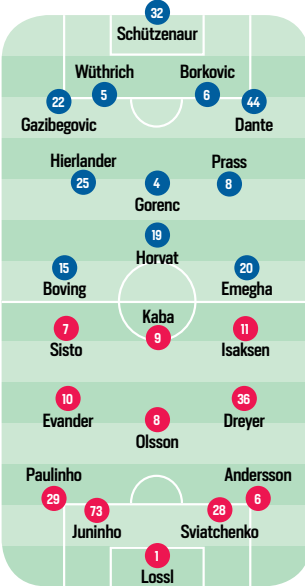 32
Schützenaur
Wüthrich Borkovic
22 5 6 44
Gazibegovic Dante
Hierlander Prass
25 4 8
Gorenc
19
Horvat
15 20
Boving Emegha
Kaba
7 9 11
Sisto Isaksen
10 36
Evander 8 Dreyer
Olsson
Paulinho Andersson
29 73 28 6
Juninho Sviatchenko
1
Lossl